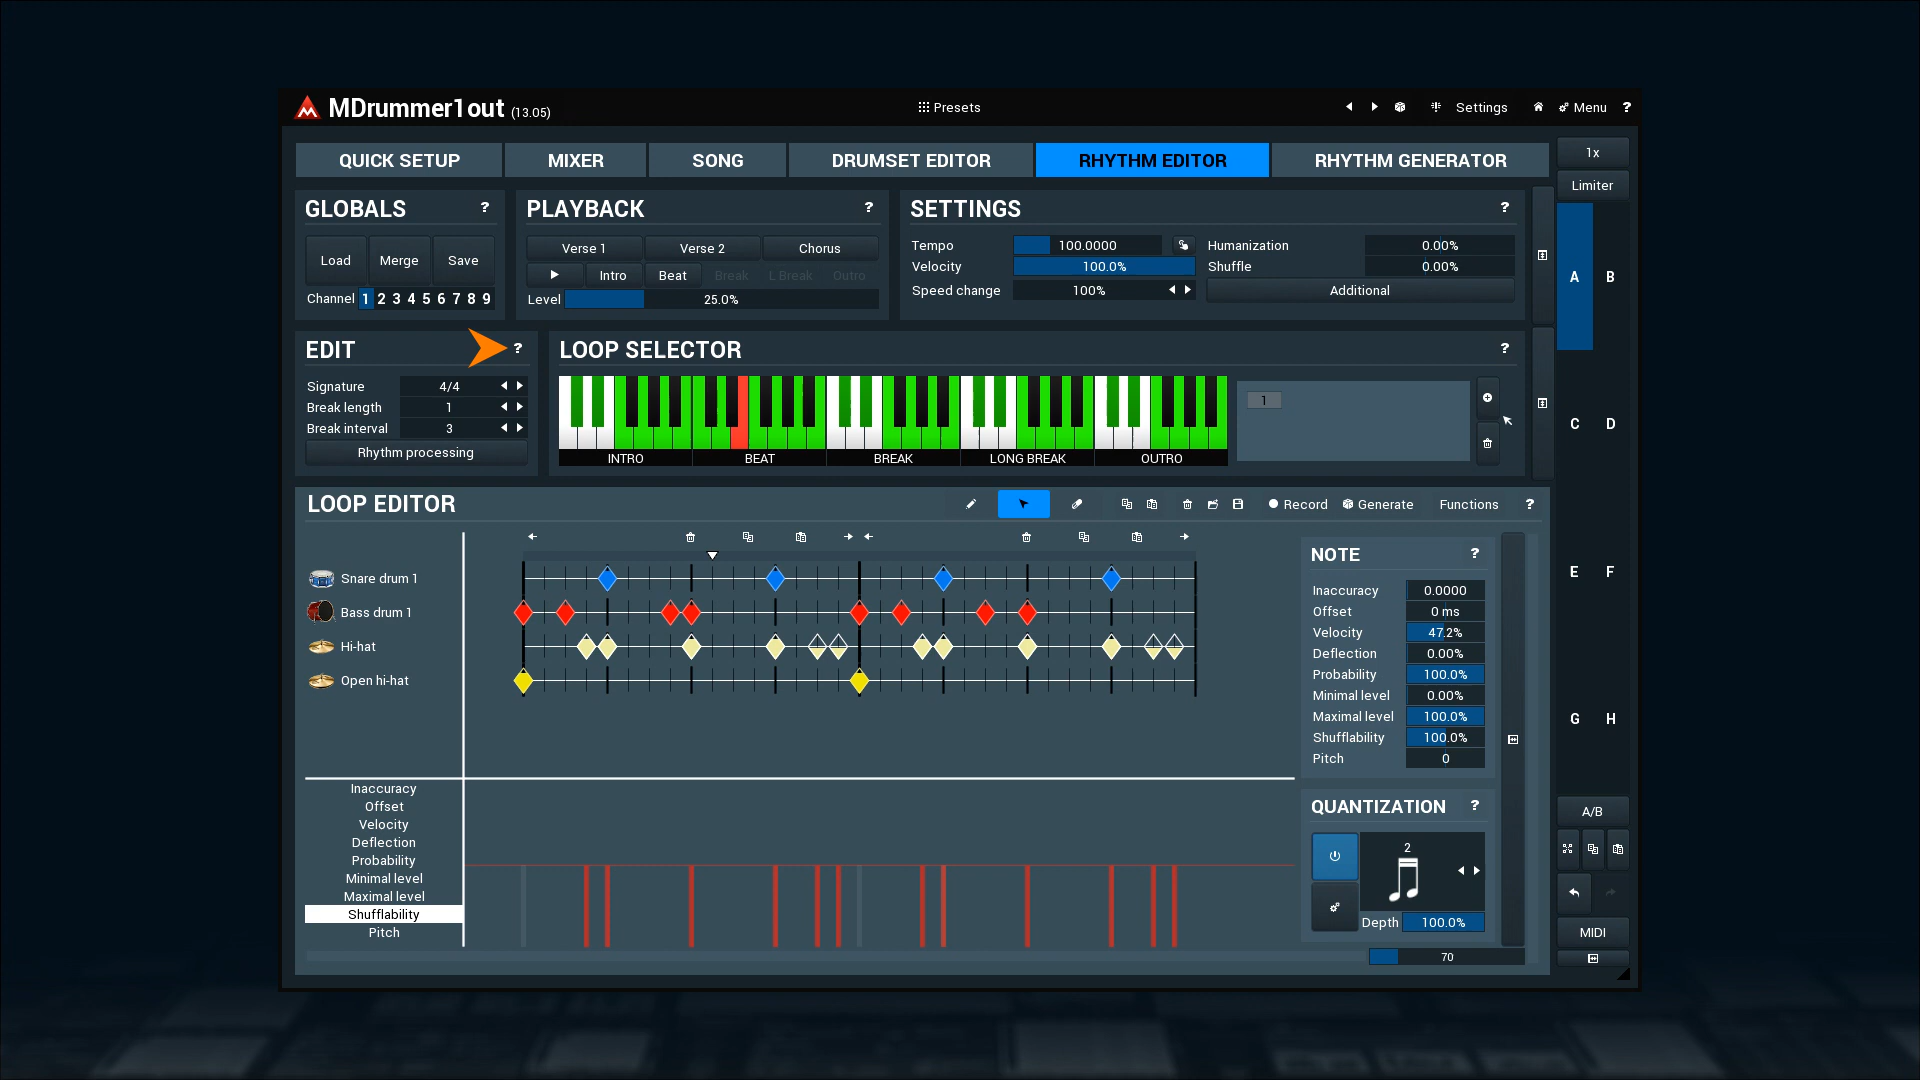 MDrummer1out (13.05)
Presets
Settings
Menu ?
QUICK SETUP
MIXER
SONG
DRUMSET EDITOR
RHYTHM EDITOR
RHYTHM GENERATOR
1x
Limiter
GLOBALS ?
Load
Merge
Save
Channel 1 2 3 4 5 6 7 8 9
PLAYBACK ?
Verse 1
Verse 2
Chorus
Intro
Beat
Break
L Break
Outro
Level 25.0%
SETTINGS ?
Tempo 100.0000
Velocity 100.0%
Speed change 100%
Humanization 0.00%
Shuffle 0.00%
Additional
A B
C D
E F
G H
EDIT ?
Signature 4/4
Break length 1
Break interval 3
Rhythm processing
LOOP SELECTOR ?
INTRO
BEAT
BREAK
LONG BREAK
OUTRO
1
LOOP EDITOR
Record
Generate
Functions ?
Snare drum 1
Bass drum 1
Hi-hat
Open hi-hat
Inaccuracy
Offset
Velocity
Deflection
Probability
Minimal level
Maximal level
Shufflability
Pitch
NOTE ?
Inaccuracy 0.0000
Offset 0 ms
Velocity 47.2%
Deflection 0.00%
Probability 100.0%
Minimal level 0.00%
Maximal level 100.0%
Shufflability 100.0%
Pitch 0
QUANTIZATION ?
2
Depth 100.0%
70
A/B
MIDI